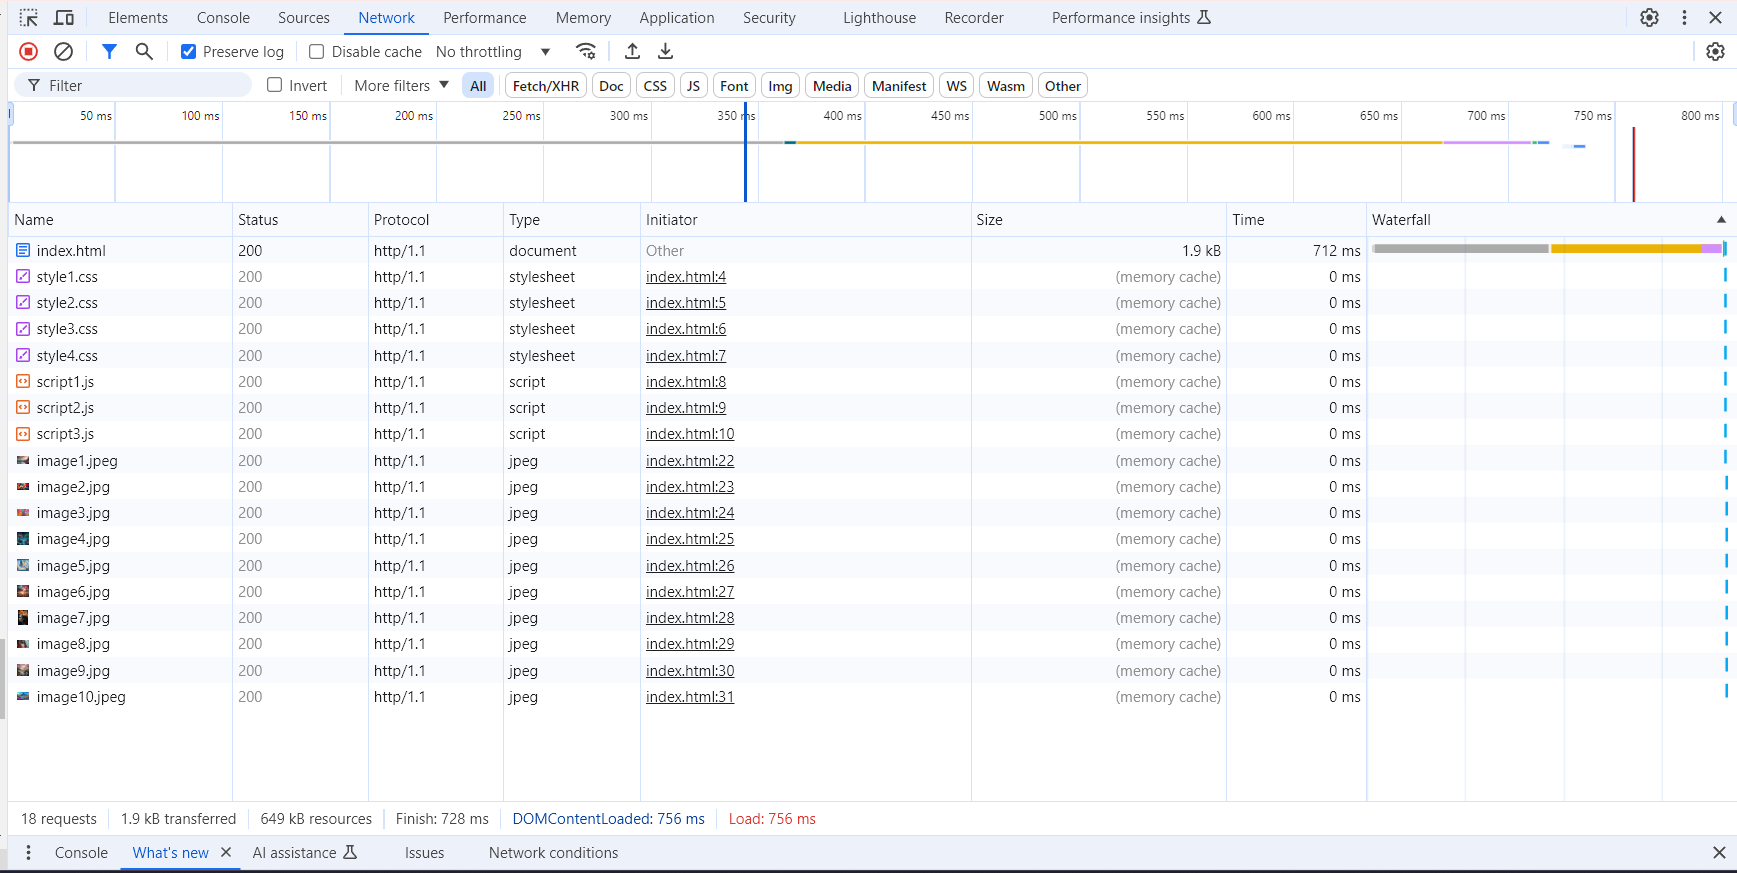 Elements Console Sources Network Performance Memory Application Security Lighthouse Recorder Performance insights
Preserve log Disable cache No throttling
Filter Invert More filters All Fetch/XHR Doc CSS JS Font Img Media Manifest WS Wasm Other
50 ms 100 ms 150 ms 200 ms 250 ms 300 ms 350 ms 400 ms 450 ms 500 ms 550 ms 600 ms 650 ms 700 ms 750 ms 800 ms
Name Status Protocol Type Initiator Size Time Waterfall
index.html 200 http/1.1 document Other 1.9 kB 712 ms
style1.css 200 http/1.1 stylesheet index.html:4 (memory cache) 0 ms
style2.css 200 http/1.1 stylesheet index.html:5 (memory cache) 0 ms
style3.css 200 http/1.1 stylesheet index.html:6 (memory cache) 0 ms
style4.css 200 http/1.1 stylesheet index.html:7 (memory cache) 0 ms
script1.js 200 http/1.1 script index.html:8 (memory cache) 0 ms
script2.js 200 http/1.1 script index.html:9 (memory cache) 0 ms
script3.js 200 http/1.1 script index.html:10 (memory cache) 0 ms
image1.jpeg 200 http/1.1 jpeg index.html:22 (memory cache) 0 ms
image2.jpg 200 http/1.1 jpeg index.html:23 (memory cache) 0 ms
image3.jpg 200 http/1.1 jpeg index.html:24 (memory cache) 0 ms
image4.jpg 200 http/1.1 jpeg index.html:25 (memory cache) 0 ms
image5.jpg 200 http/1.1 jpeg index.html:26 (memory cache) 0 ms
image6.jpg 200 http/1.1 jpeg index.html:27 (memory cache) 0 ms
image7.jpg 200 http/1.1 jpeg index.html:28 (memory cache) 0 ms
image8.jpg 200 http/1.1 jpeg index.html:29 (memory cache) 0 ms
image9.jpg 200 http/1.1 jpeg index.html:30 (memory cache) 0 ms
image10.jpeg 200 http/1.1 jpeg index.html:31 (memory cache) 0 ms
18 requests 1.9 kB transferred 649 kB resources Finish: 728 ms DOMContentLoaded: 756 ms Load: 756 ms
Console What's new AI assistance Issues Network conditions